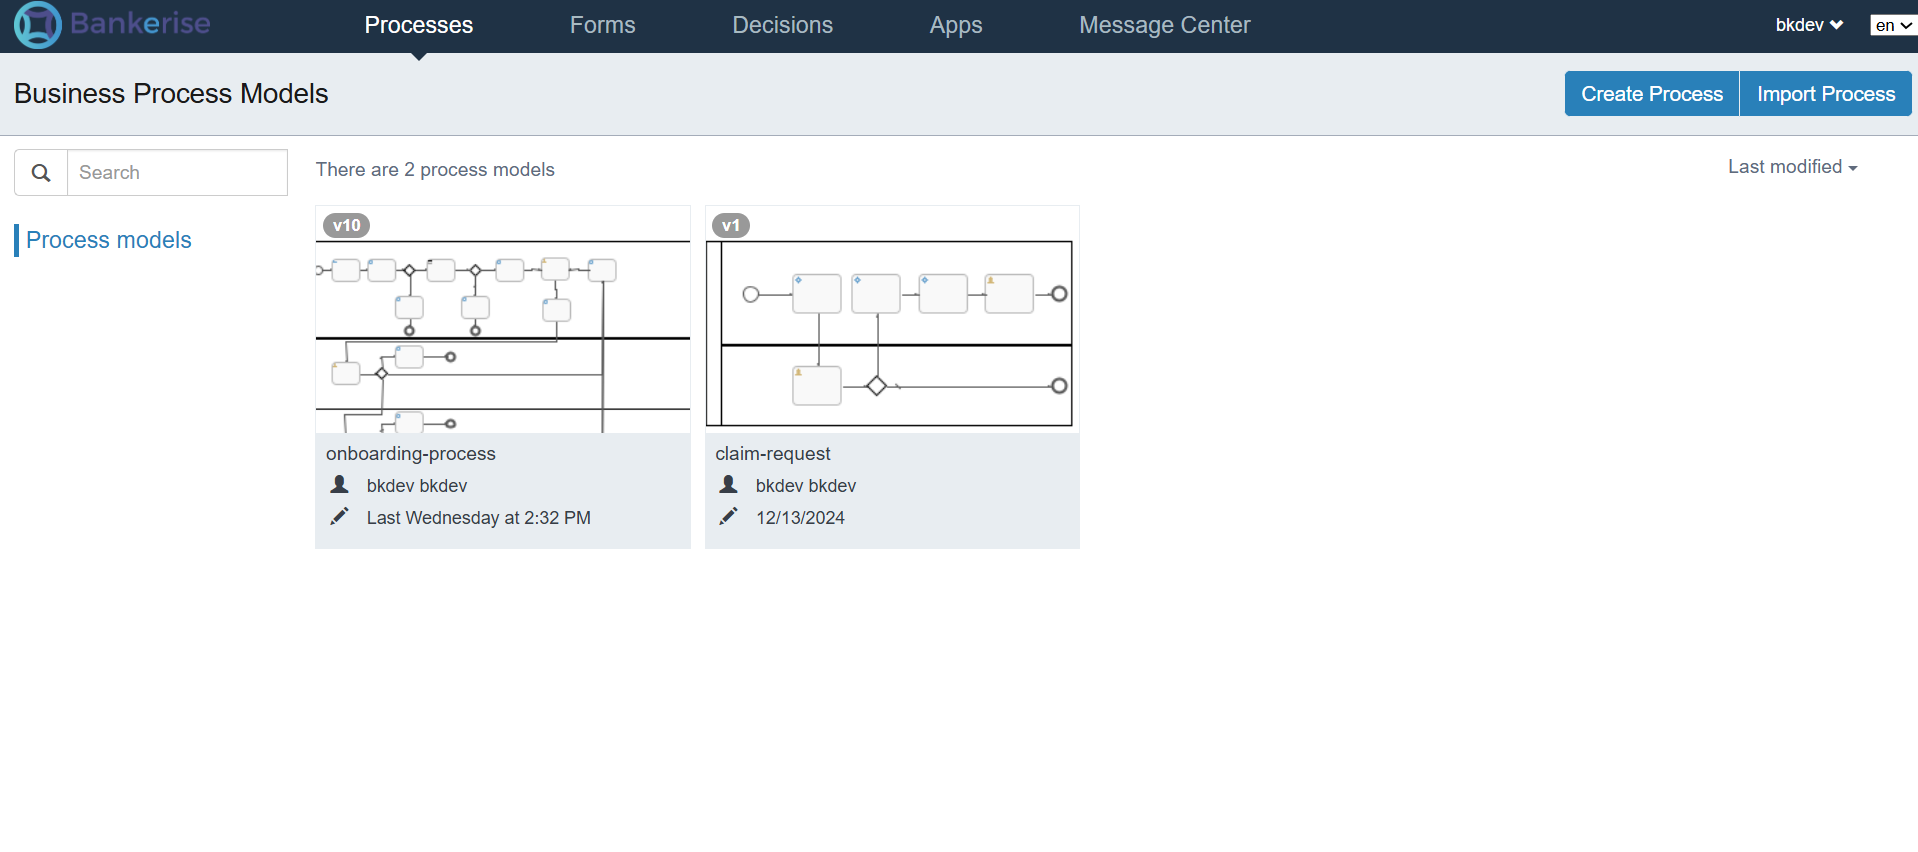 Bankerise
Processes
Forms
Decisions
Apps
Message Center
bkdev
en
Business Process Models
Create Process
Import Process
Search
There are 2 process models
Last modified
Process models
v10
onboarding-process
bkdev bkdev
Last Wednesday at 2:32 PM
v1
claim-request
bkdev bkdev
12/13/2024